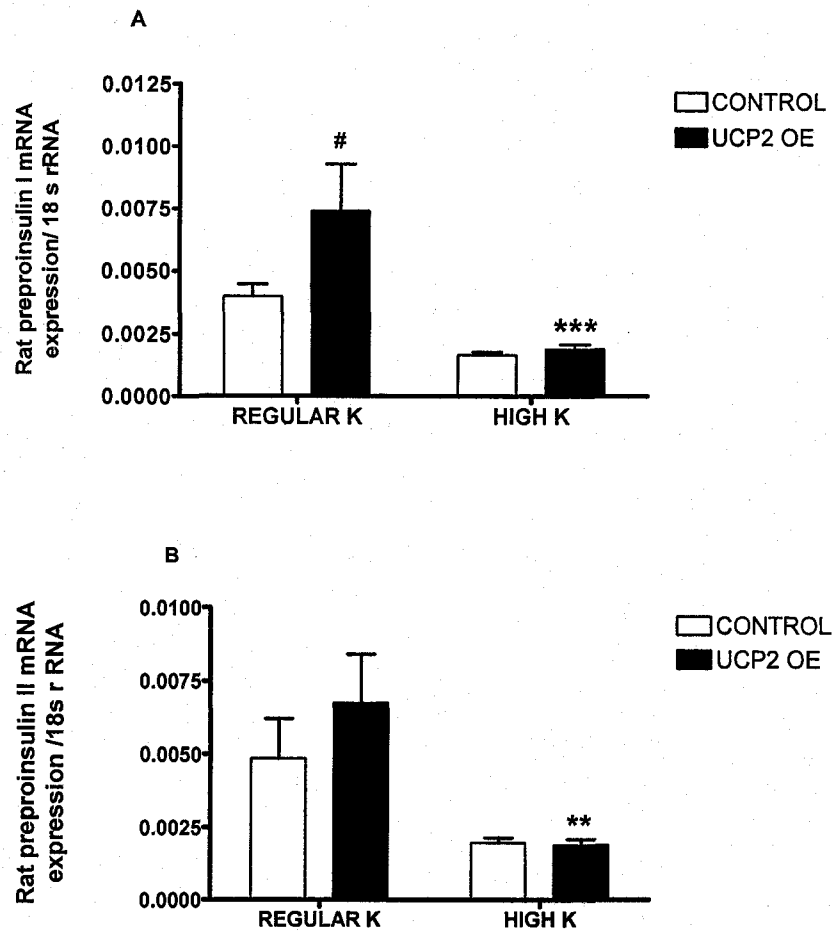 A
Rat preproinsulin I mRNA
expression/ 18 s rRNA
0.0125
0.0100
0.0075
0.0050
0.0025
0.0000
#
***
REGULAR K
HIGH K
CONTROL
UCP2 OE
B
Rat preproinsulin II mRNA
expression /18s r RNA
0.0100
0.0075
0.0050
0.0025
0.0000
**
REGULAR K
HIGH K
CONTROL
UCP2 OE